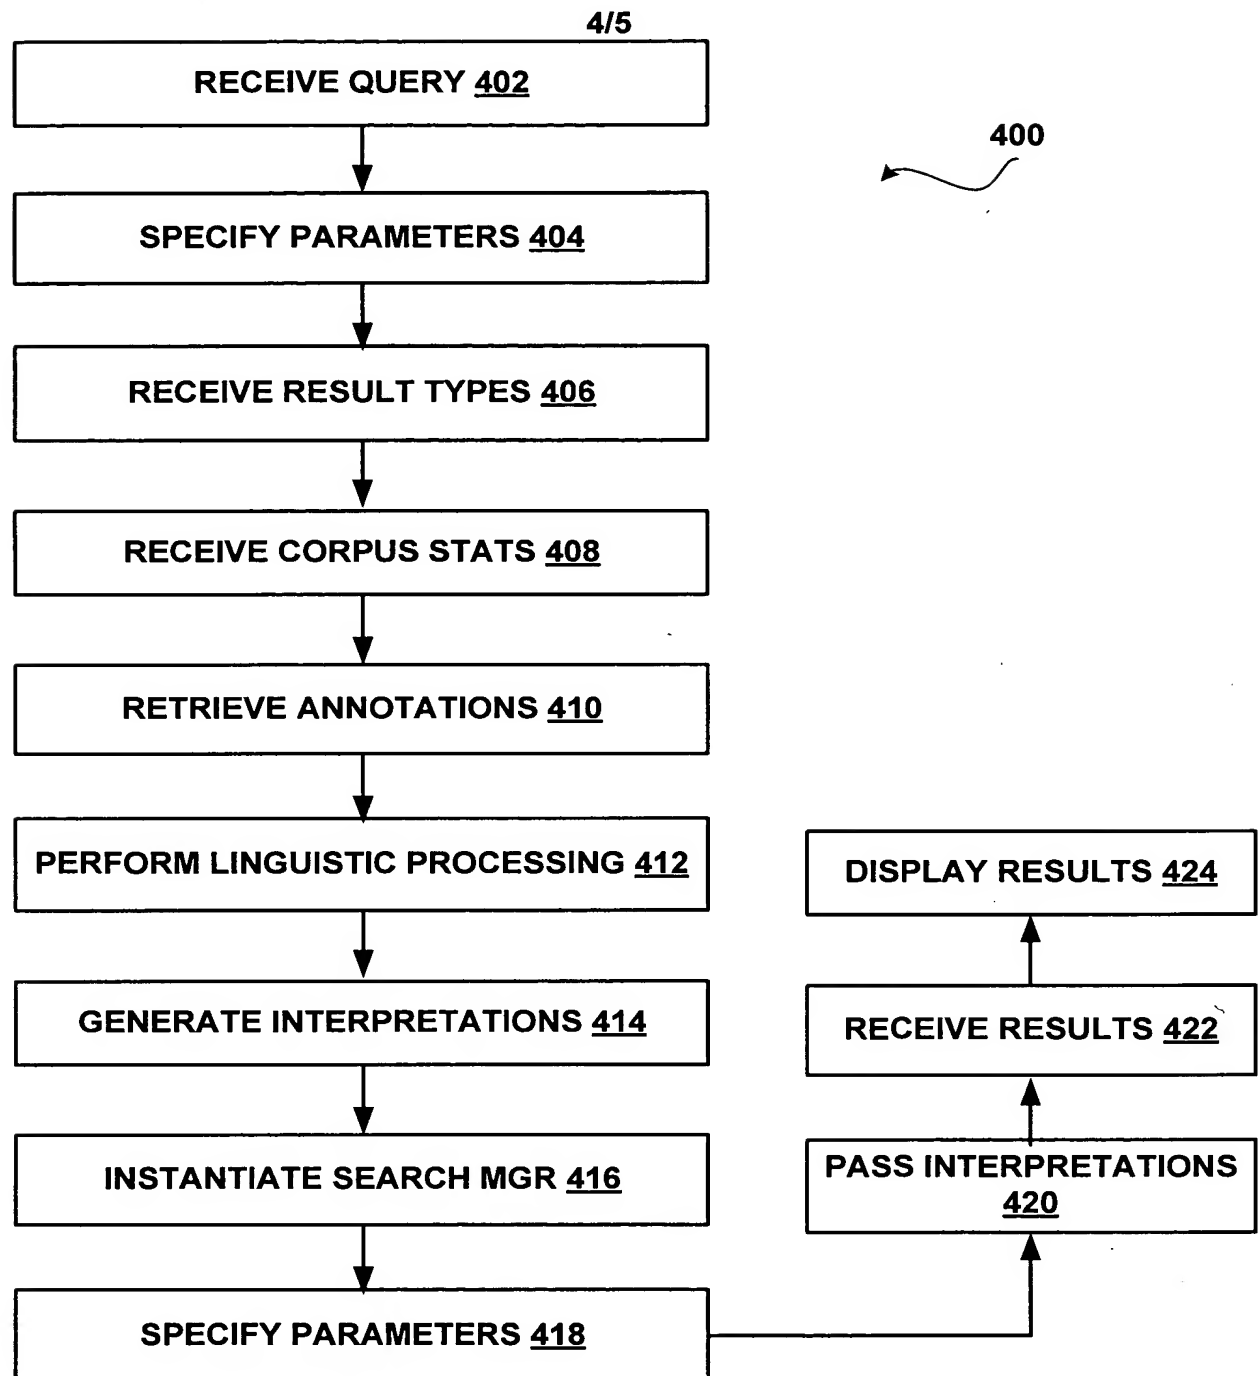 4/5
RECEIVE QUERY 402
400
SPECIFY PARAMETERS 404
RECEIVE RESULT TYPES 406
RECEIVE CORPUS STATS 408
RETRIEVE ANNOTATIONS 410
PERFORM LINGUISTIC PROCESSING 412
GENERATE INTERPRETATIONS 414
INSTANTIATE SEARCH MGR 416
SPECIFY PARAMETERS 418
PASS INTERPRETATIONS
420
RECEIVE RESULTS 422
DISPLAY RESULTS 424